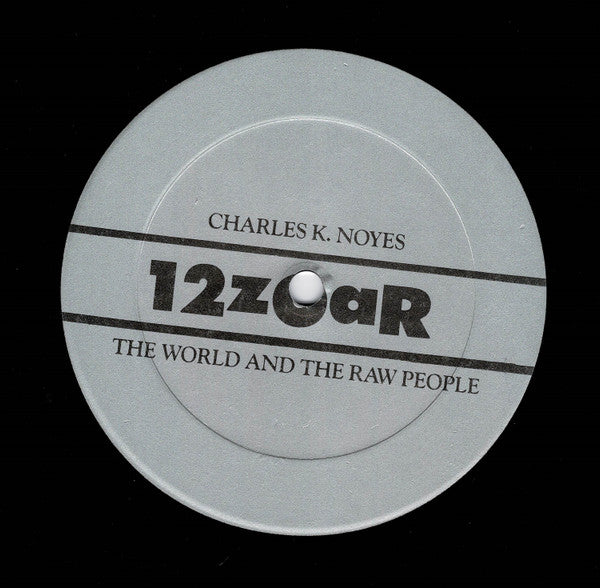 CHARLES K. NOYES
12zOaR
THE WORLD AND THE RAW PEOPLE